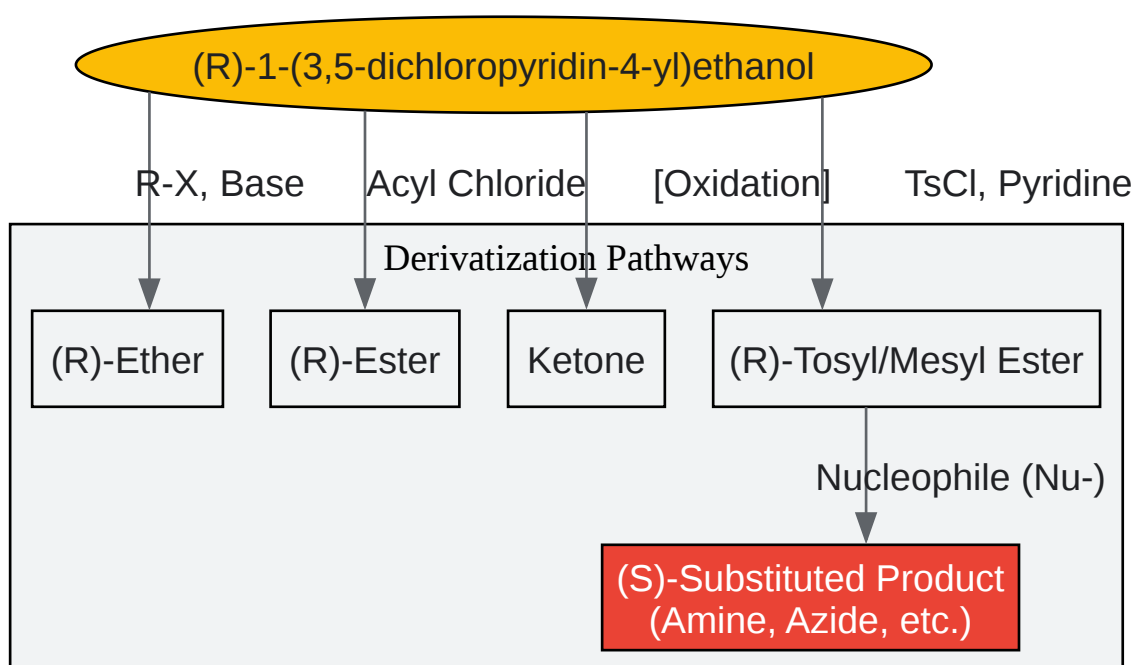 (R)-1-(3,5-dichloropyridin-4-yl)ethanol
R-X, Base
Acyl Chloride
[Oxidation]
TsCl, Pyridine
Derivatization Pathways
(R)-Ether
(R)-Ester
Ketone
(R)-Tosyl/Mesyl Ester
Nucleophile (Nu-)
(S)-Substituted Product
(Amine, Azide, etc.)